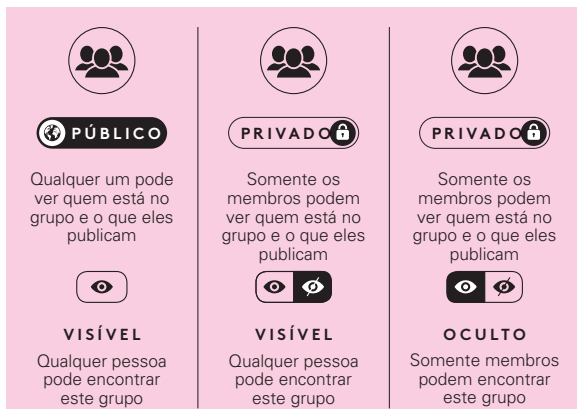 PÚBLICO
Qualquer um pode
ver quem está no
grupo e o que eles
publicam
VISÍVEL
Qualquer pessoa
pode encontrar
este grupo
PRIVADO
Somente os
membros podem
ver quem está no
grupo e o que eles
publicam
VISÍVEL
Qualquer pessoa
pode encontrar
este grupo
PRIVADO
Somente os
membros podem
ver quem está no
grupo e o que eles
publicam
OCULTO
Somente membros
podem encontrar
este grupo